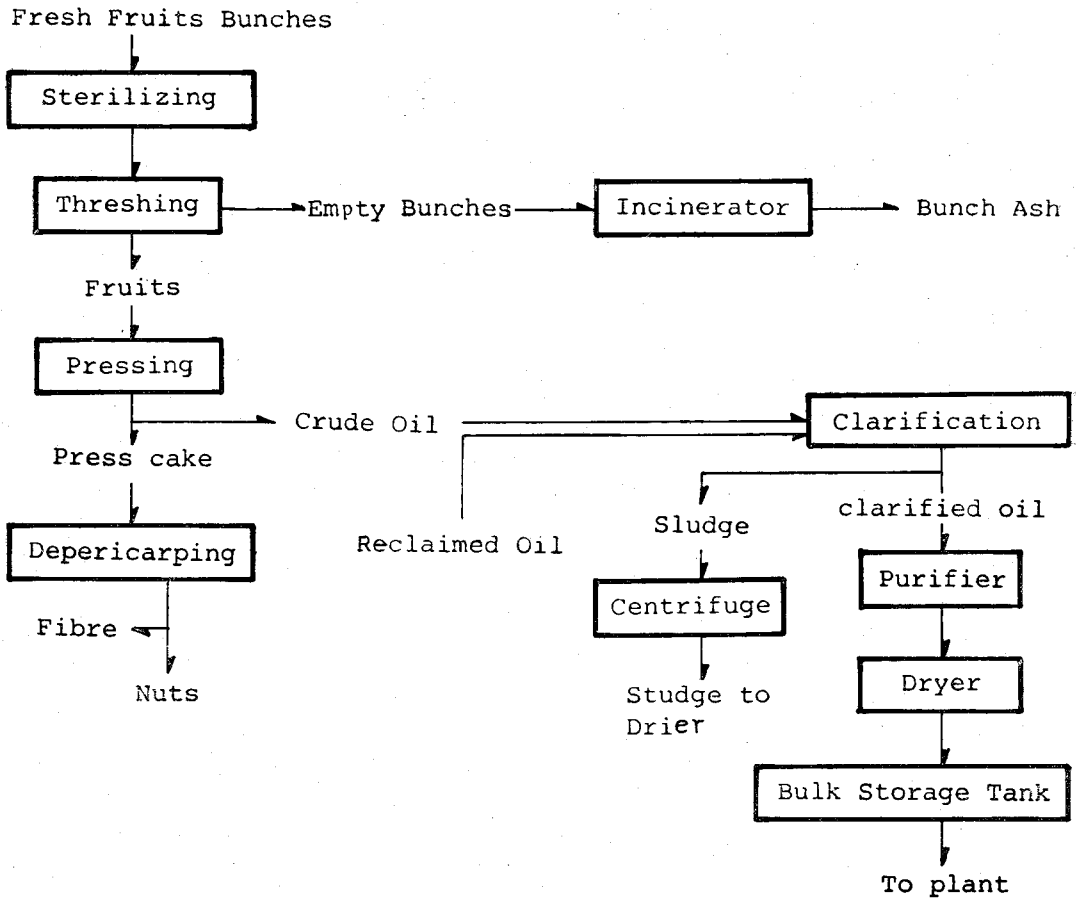 Fresh Fruits Bunches
Sterilizing
Threshing
Empty Bunches
Incinerator
Bunch Ash
Fruits
Pressing
Crude Oil
Clarification
Press cake
Reclaimed Oil
Sludge
clarified oil
Depericarping
Centrifuge
Purifier
Fibre
Nuts
Studge to
Drier
Dryer
Bulk Storage Tank
To plant